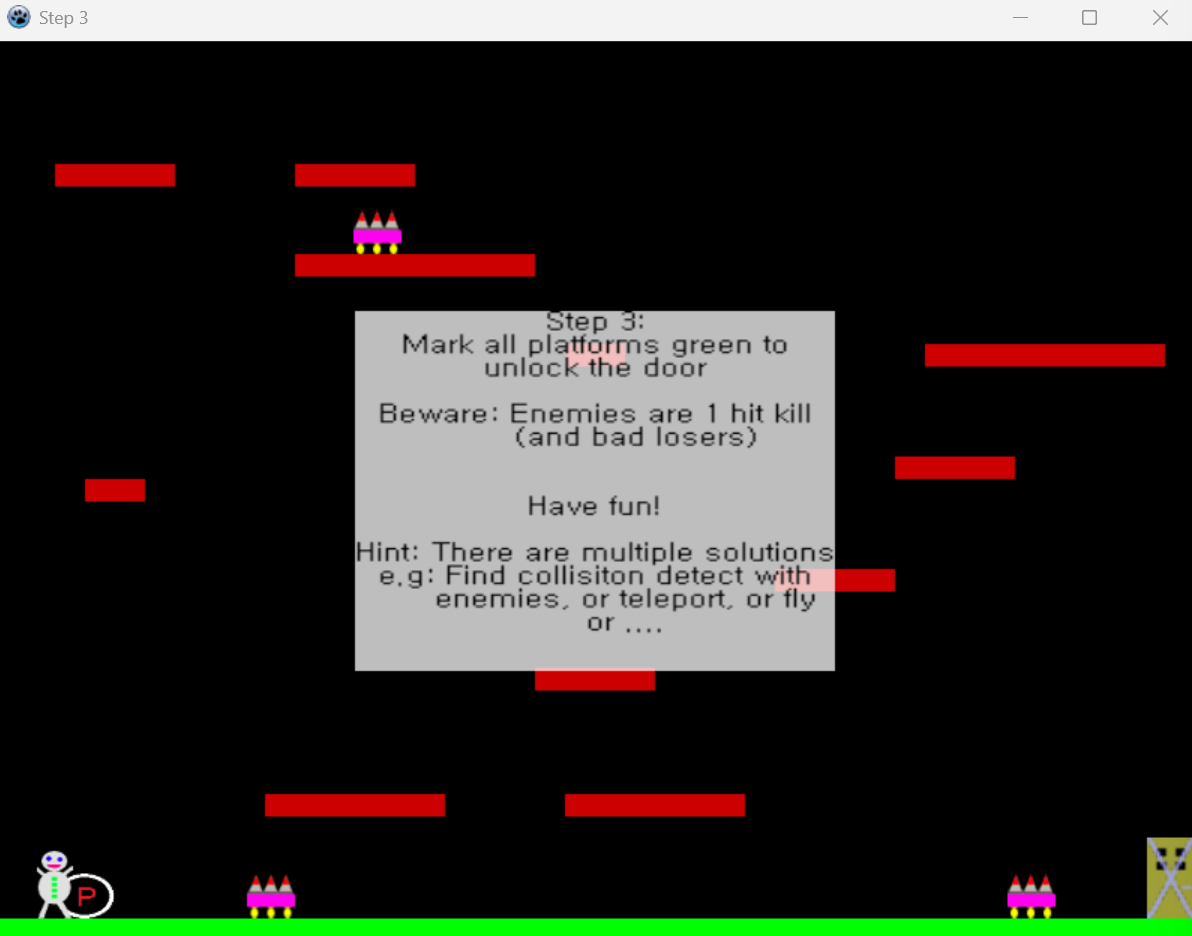 Step 3
Step 3:
Mark all platforms green to
unlock the door
Beware: Enemies are 1 hit kill
(and bad losers)
Have fun!
Hint: There are multiple solutions
e.g: Find collisiton detect with
enemies, or teleport, or fly
or ....
P